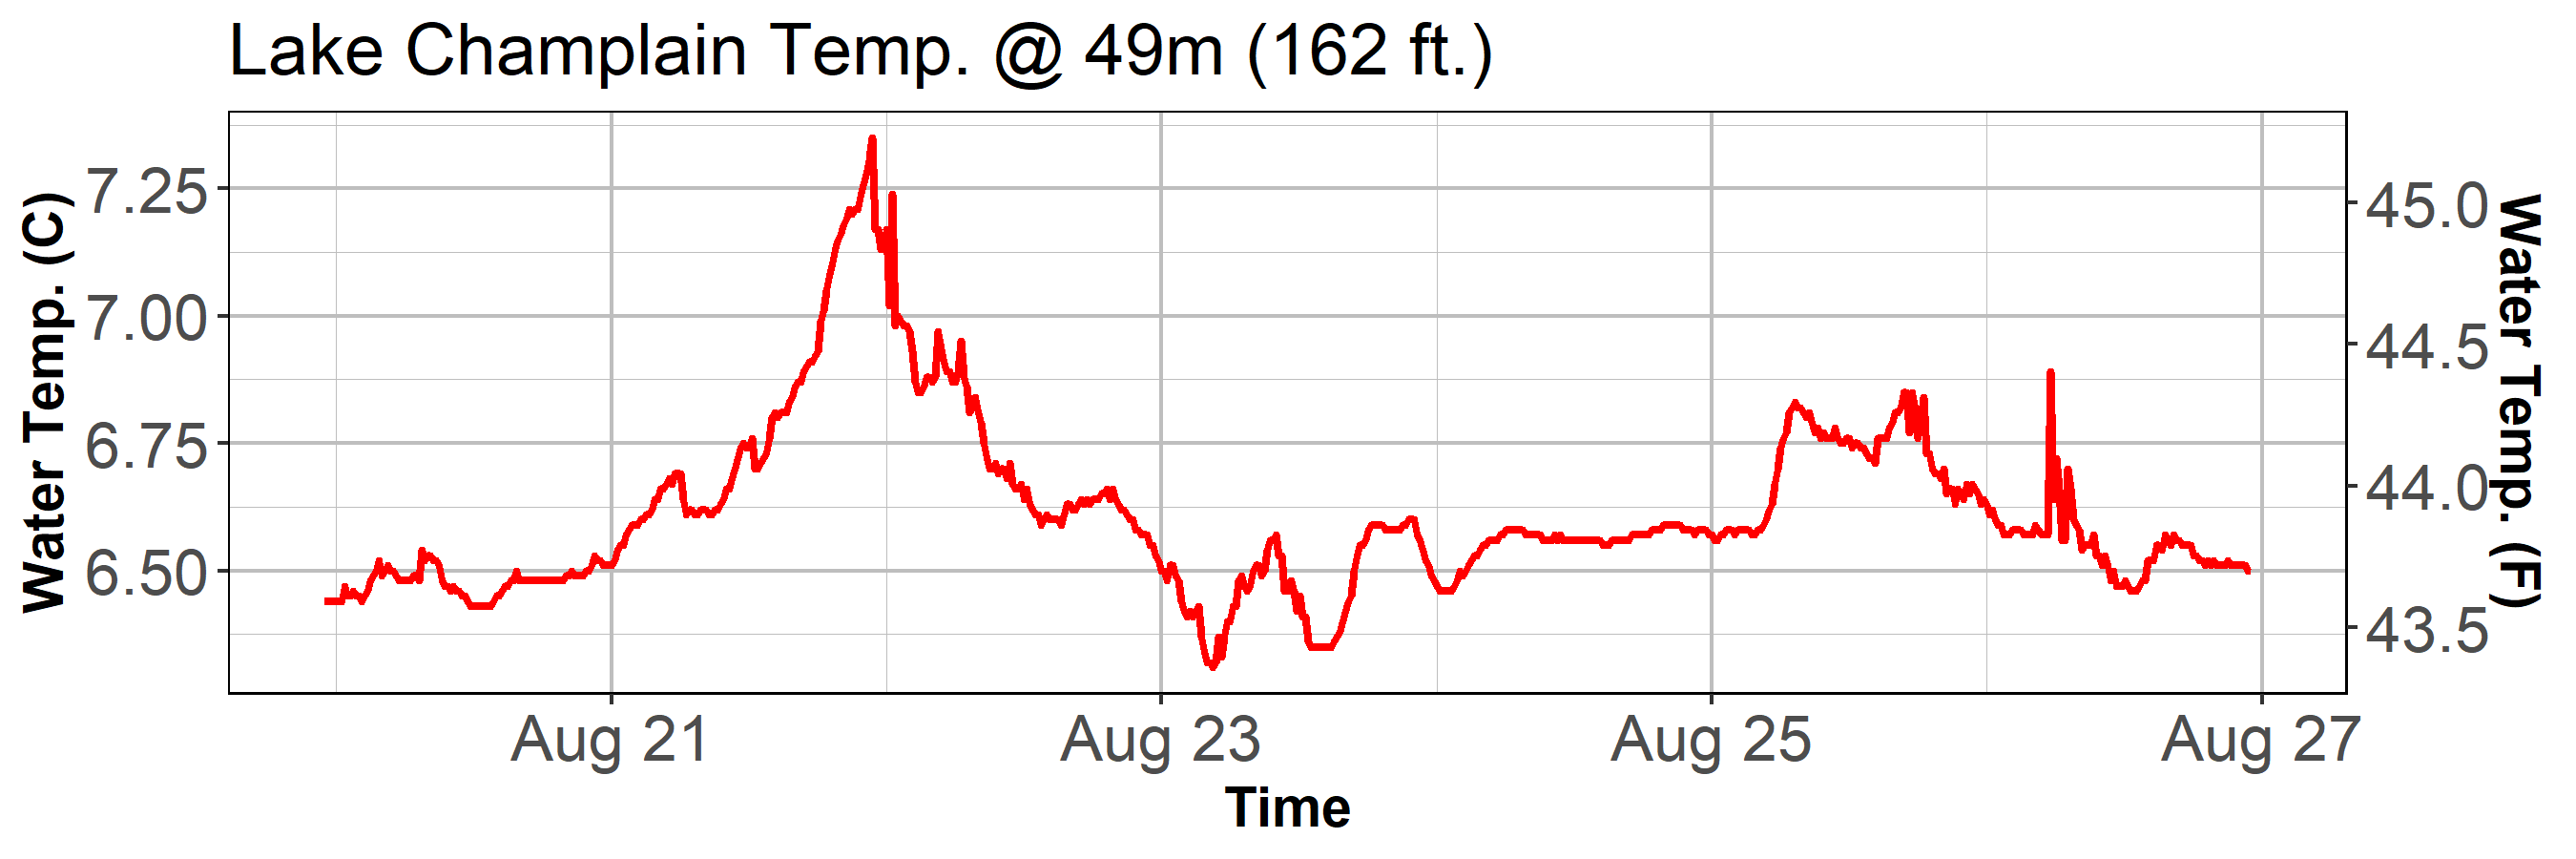 Lake Champlain Temp. @ 49m (162 ft.)
Water Temp. (C)
7.25
7.00
6.75
6.50
45.0
44.5
44.0
43.5
Water Temp. (F)
Aug 21 Aug 23 Aug 25 Aug 27
Time